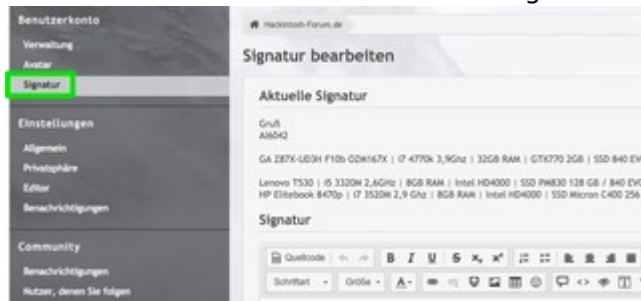 Benutzerkonto
Verwaltung
Avatar
Signatur
Einstellungen
Allgemein
Privatsphäre
Editor
Benachrichtigungen
Community
Benachrichtigungen
Nutzer, denen Sie folgen
Hackintosh-Forum.de
Signatur bearbeiten
Aktuelle Signatur
Gruß
Al6042
GA Z87X-UD3H F10b OZM167X | i7 4770k 3,9Ghz | 32GB RAM | GTX770 2GB | SSD 840 EV
Lenovo T530 | i5 3320M 2,6GHz | 8GB RAM | Intel HD4000 | SSD PM830 128 GB / 840 EVO
HP Elitebook 8470p | i7 3520M 2,9 Ghz | 8GB RAM | Intel HD4000 | SSD Micron C400 256
Signatur
Quellcode B I U S x, x²
Schriftart Größe A